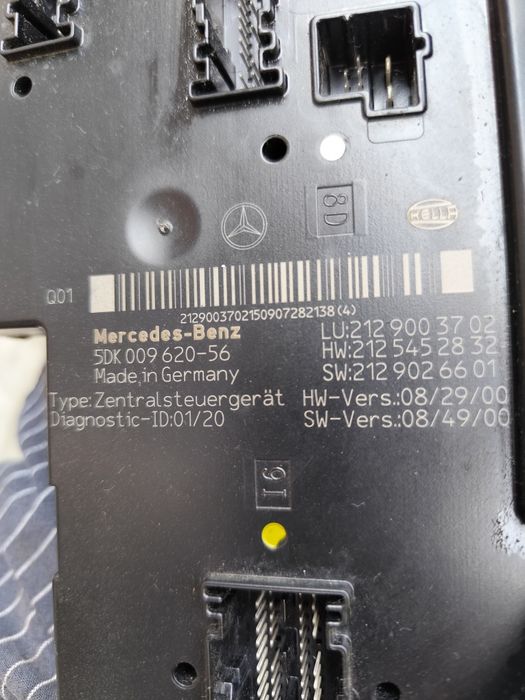 8D
HELLA
Q01
2129003702150907282138(4)
Mercedes-Benz
5DK 009 620-56
Made in Germany
Type:Zentralsteuergerät
Diagnostic-ID:01/20
LU:212 900 37 02
HW:212 545 28 32
SW:212 902 66 01
HW-Vers.:08/29/00
SW-Vers.:08/49/00
I6